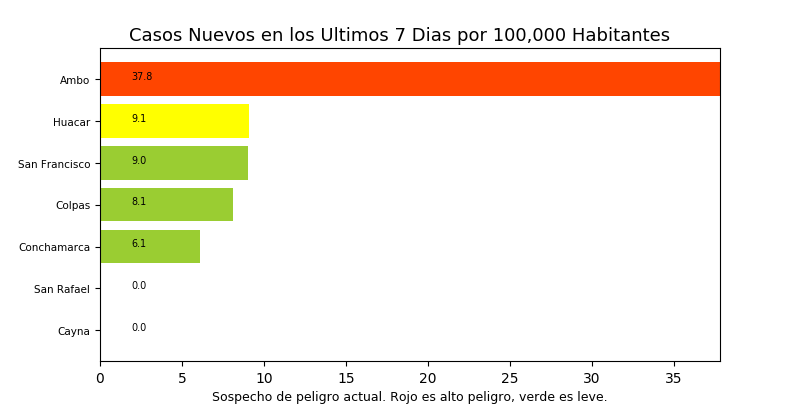 Casos Nuevos en los Ultimos 7 Dias por 100,000 Habitantes
Ambo 37.8
Huacar 9.1
San Francisco 9.0
Colpas 8.1
Conchamarca 6.1
San Rafael 0.0
Cayna 0.0
0 5 10 15 20 25 30 35
Sospecho de peligro actual. Rojo es alto peligro, verde es leve.